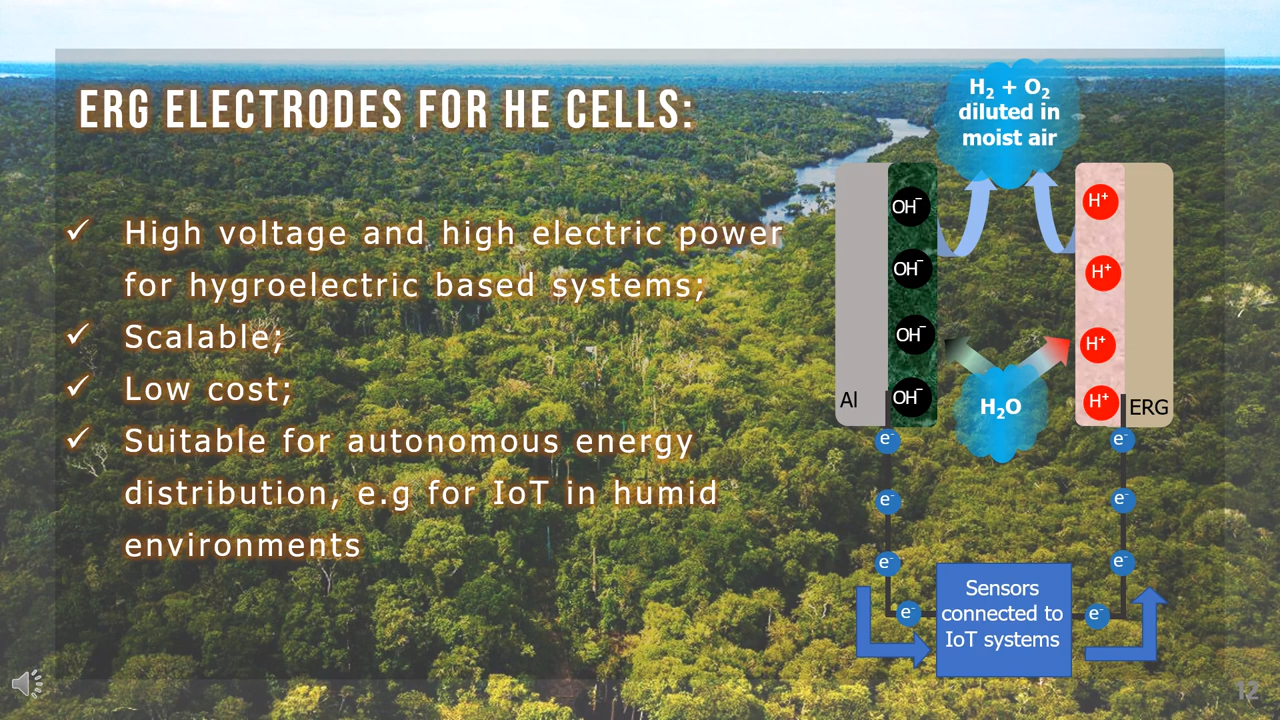 ERG ELECTRODES FOR HE CELLS:
✓ High voltage and high electric power
for hygroelectric based systems;
✓ Scalable;
✓ Low cost;
✓ Suitable for autonomous energy
distribution, e.g for IoT in humid
environments
H₂ + O₂
diluted in
moist air
OH⁻
OH⁻
OH⁻
OH⁻
H⁺
H⁺
H⁺
H⁺
Al
H₂O
ERG
e⁻
e⁻
e⁻
e⁻
e⁻
e⁻
e⁻
e⁻
Sensors
connected to
IoT systems
12